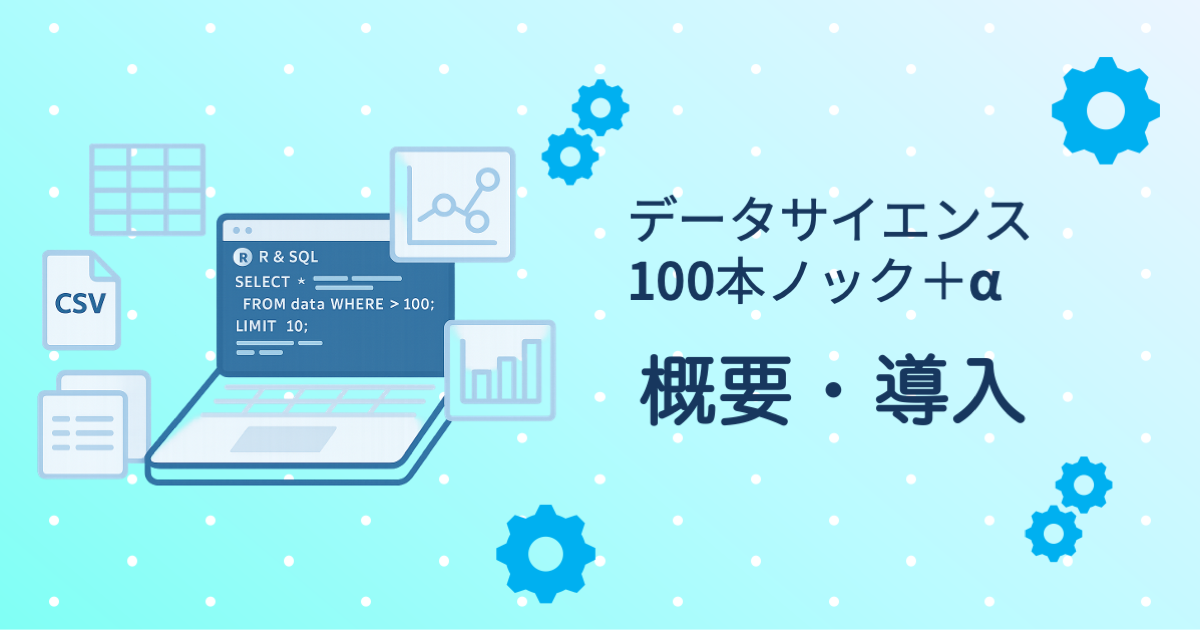 CSV
R R & SQL
SELECT *
FROM data WHERE > 100;
LIMIT 10;
データサイエンス
100本ノック＋α
概要・導入